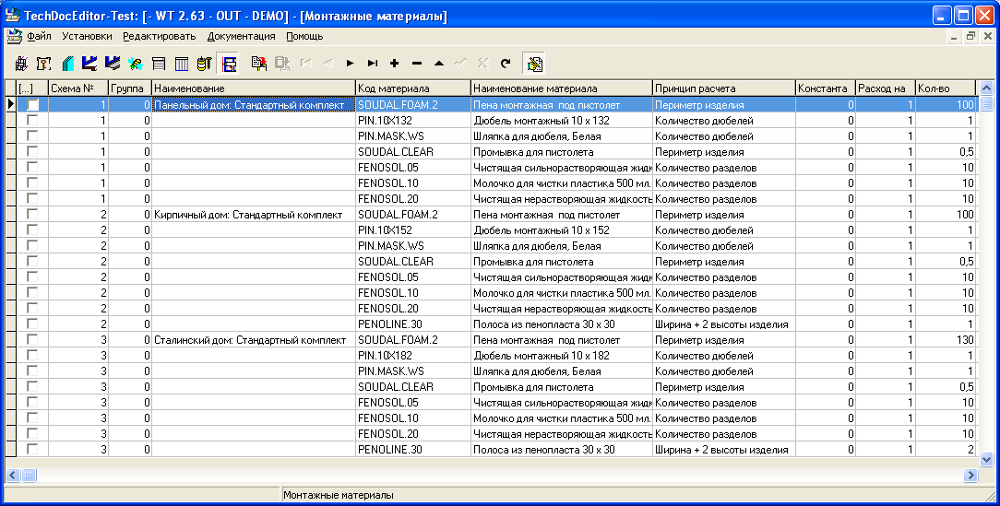 TechDocEditor-Test: [- WT 2.63 - OUT - DEMO] - [Монтажные материалы]
Файл Установки Редактировать Документация Помощь
[...] Схема № Группа Наименование Код материала Наименование материала Принцип расчета Константа Расход на Кол-во
1 0 Панельный дом: Стандартный комплект SOUDAL.FOAM.2 Пена монтажная под пистолет Периметр изделия 0 1 100
1 0 PIN.10X132 Дюбель монтажный 10 x 132 Количество дюбелей 0 1 1
1 0 PIN.MASK.WS Шляпка для дюбеля, Белая Количество дюбелей 0 1 1
1 0 SOUDAL.CLEAR Промывка для пистолета Периметр изделия 0 1 0,5
1 0 FENOSOL.05 Чистящая сильнорастворяющая жидк Количество разделов 0 1 10
1 0 FENOSOL.10 Молочко для чистки пластика 500 мл. Количество разделов 0 1 10
1 0 FENOSOL.20 Чистящая нерастворяющая жидкость Количество разделов 0 1 10
2 0 Кирпичный дом: Стандартный комплект SOUDAL.FOAM.2 Пена монтажная под пистолет Периметр изделия 0 1 100
2 0 PIN.10X152 Дюбель монтажный 10 x 152 Количество дюбелей 0 1 1
2 0 PIN.MASK.WS Шляпка для дюбеля, Белая Количество дюбелей 0 1 1
2 0 SOUDAL.CLEAR Промывка для пистолета Периметр изделия 0 1 0,5
2 0 FENOSOL.05 Чистящая сильнорастворяющая жидк Количество разделов 0 1 10
2 0 FENOSOL.10 Молочко для чистки пластика 500 мл. Количество разделов 0 1 10
2 0 FENOSOL.20 Чистящая нерастворяющая жидкость Количество разделов 0 1 10
2 0 PENOLINE.30 Полоса из пенопласта 30 x 30 Ширина + 2 высоты изделия 0 1 1
3 0 Сталинский дом: Стандартный комплект SOUDAL.FOAM.2 Пена монтажная под пистолет Периметр изделия 0 1 130
3 0 PIN.10X182 Дюбель монтажный 10 x 182 Количество дюбелей 0 1 1
3 0 PIN.MASK.WS Шляпка для дюбеля, Белая Количество дюбелей 0 1 1
3 0 SOUDAL.CLEAR Промывка для пистолета Периметр изделия 0 1 0,5
3 0 FENOSOL.05 Чистящая сильнорастворяющая жидк Количество разделов 0 1 10
3 0 FENOSOL.10 Молочко для чистки пластика 500 мл. Количество разделов 0 1 10
3 0 FENOSOL.20 Чистящая нерастворяющая жидкость Количество разделов 0 1 10
3 0 PENOLINE.30 Полоса из пенопласта 30 x 30 Ширина + 2 высоты изделия 0 1 2
Монтажные материалы